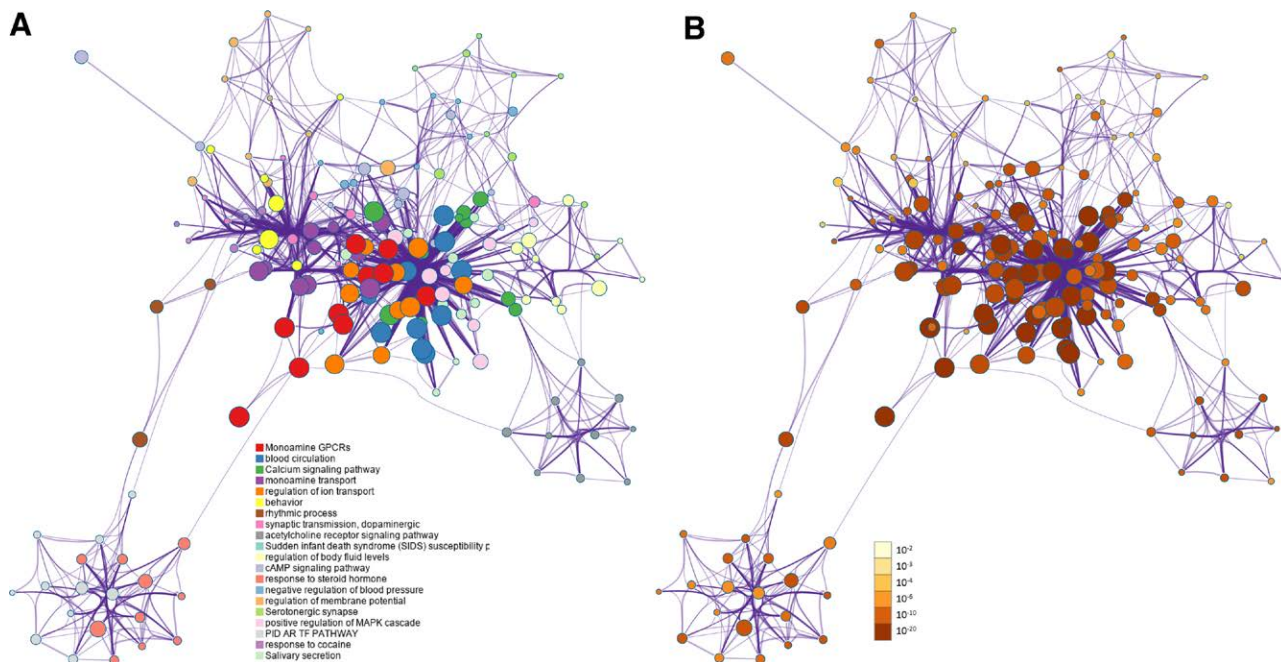 A
B
Monoamine GPCRs
blood circulation
Calcium signaling pathway
monoamine transport
regulation of ion transport
behavior
rhythmic process
synaptic transmission, dopaminergic
acetylcholine receptor signaling pathway
Sudden infant death syndrome (SIDS) susceptibility p
regulation of body fluid levels
cAMP signaling pathway
response to steroid hormone
negative regulation of blood pressure
regulation of membrane potential
Serotonergic synapse
positive regulation of MAPK cascade
PID AR TF PATHWAY
response to cocaine
Salivary secretion
10⁻²
10⁻³
10⁻⁴
10⁻⁶
10⁻¹⁰
10⁻²⁰